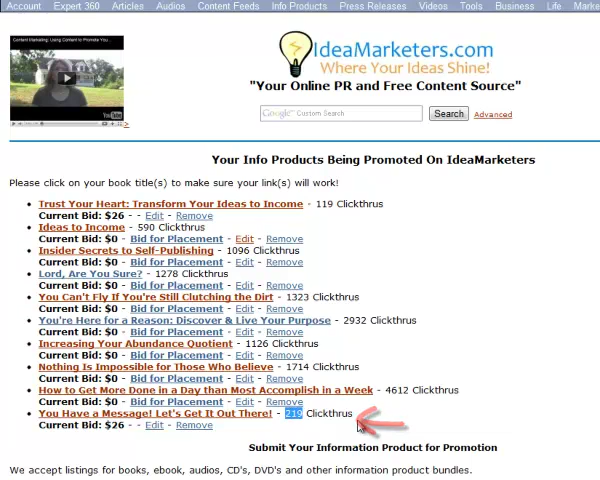 Account Expert 360 Articles Audios Content Feeds Info Products Press Releases Videos Tools Business Life
Content Marketing: Using Content to Promote You ...
YouTube
>
IdeaMarketers.com
Where Your Ideas Shine!
"Your Online PR and Free Content Source"
Google™ Custom Search Search Advanced
Your Info Products Being Promoted On IdeaMarketers
Please click on your book title(s) to make sure your link(s) will work!
• Trust Your Heart: Transform Your Ideas to Income - 119 Clickthrus
Current Bid: $26 - - Edit - Remove
• Ideas to Income - 590 Clickthrus
Current Bid: $0 - Bid for Placement - Edit - Remove
• Insider Secrets to Self-Publishing - 1096 Clickthrus
Current Bid: $0 - Bid for Placement - Edit - Remove
• Lord, Are You Sure? - 1278 Clickthrus
Current Bid: $0 - Bid for Placement - Edit - Remove
• You Can't Fly If You're Still Clutching the Dirt - 1323 Clickthrus
Current Bid: $0 - Bid for Placement - Edit - Remove
• You're Here for a Reason: Discover & Live Your Purpose - 2932 Clickthrus
Current Bid: $0 - Bid for Placement - Edit - Remove
• Increasing Your Abundance Quotient - 1126 Clickthrus
Current Bid: $0 - Bid for Placement - Edit - Remove
• Nothing Is Impossible for Those Who Believe - 1714 Clickthrus
Current Bid: $0 - Bid for Placement - Edit - Remove
• How to Get More Done in a Day than Most Accomplish in a Week - 4612 Clickthrus
Current Bid: $0 - Bid for Placement - Edit - Remove
• You Have a Message! Let's Get It Out There! - 219 Clickthrus
Current Bid: $26 - - Edit - Remove
Submit Your Information Product for Promotion
We accept listings for books, ebook, audios, CD's, DVD's and other information product bundles.